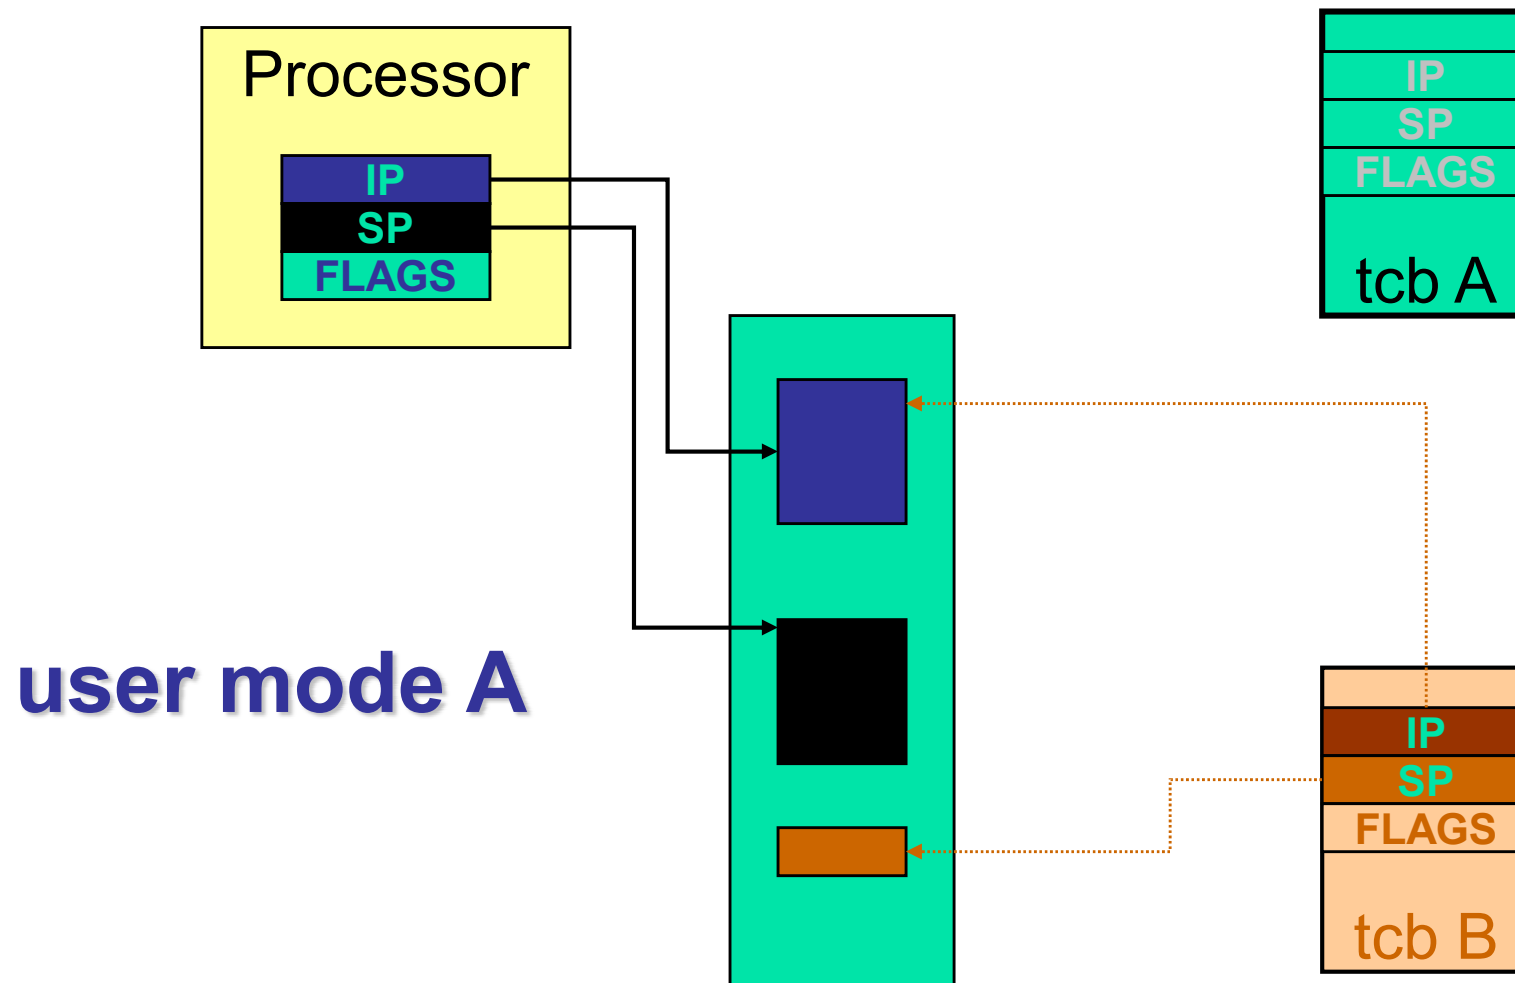 Processor
IP
SP
FLAGS
IP
SP
FLAGS
tcb A
user mode A
IP
SP
FLAGS
tcb B